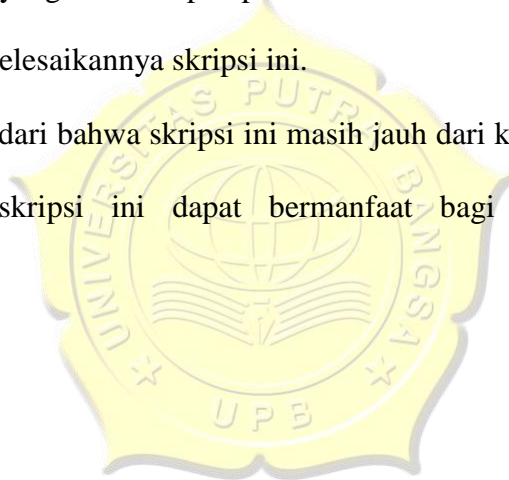 elesaikannya skripsi ini.
dari bahwa skripsi ini masih jauh dari k
skripsi ini dapat bermanfaat bagi
UNIVERSITAS PUTRA BANGSA
UPB